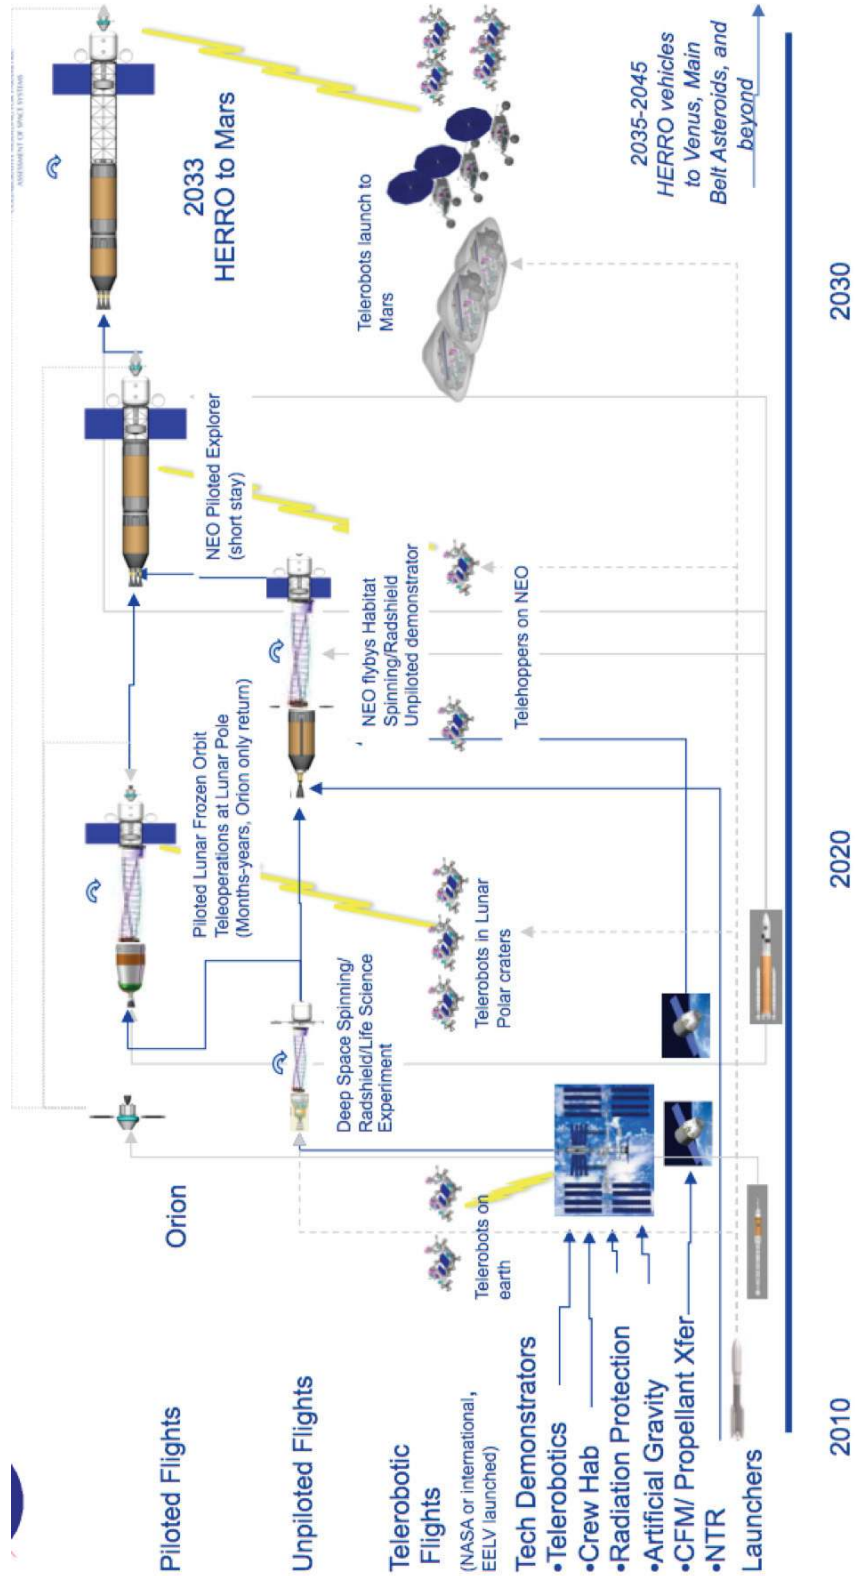 ASSESSMENT OF SPACE SYSTEMS
Piloted Flights
Orion
Piloted Lunar Frozen Orbit
Teleoperations at Lunar Pole
(Months-years, Orion only return)
NEO Piloted Explorer
(short stay)
2033
HERRO to Mars
Unpiloted Flights
Deep Space Spinning/
Radshield/Life Science
Experiment
NEO flybys Habitat
Spinning/Radshield
Unpiloted demonstrator
Telerobotic
Flights
(NASA or international,
EELV launched)
Telerobots on
earth
Telerobots in Lunar
Polar craters
Telehoppers on NEO
Telerobots launch to
Mars
Tech Demonstrators
•Telerobotics
•Crew Hab
•Radiation Protection
•Artificial Gravity
•CFM/ Propellant Xfer
•NTR
Launchers
2035-2045
HERRO vehicles
to Venus, Main
Belt Asteroids, and
beyond
2010
2020
2030